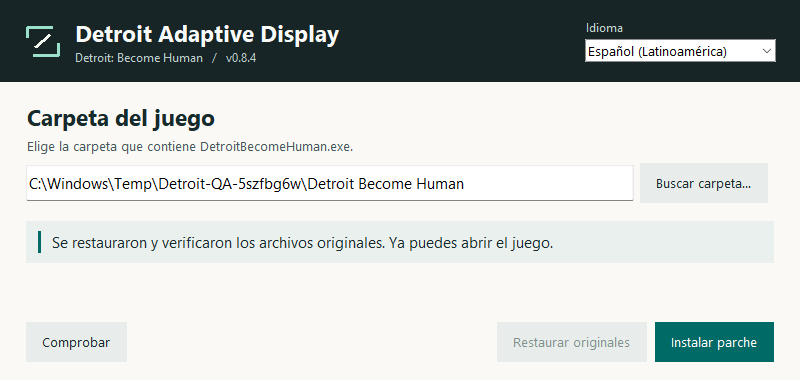 Detroit Adaptive Display
Detroit: Become Human / v0.8.4
Idioma
Español (Latinoamérica)
Carpeta del juego
Elige la carpeta que contiene DetroitBecomeHuman.exe.
C:\Windows\Temp\Detroit-QA-5szfbg6w\Detroit Become Human
Buscar carpeta...
Se restauraron y verificaron los archivos originales. Ya puedes abrir el juego.
Comprobar
Restaurar originales
Instalar parche